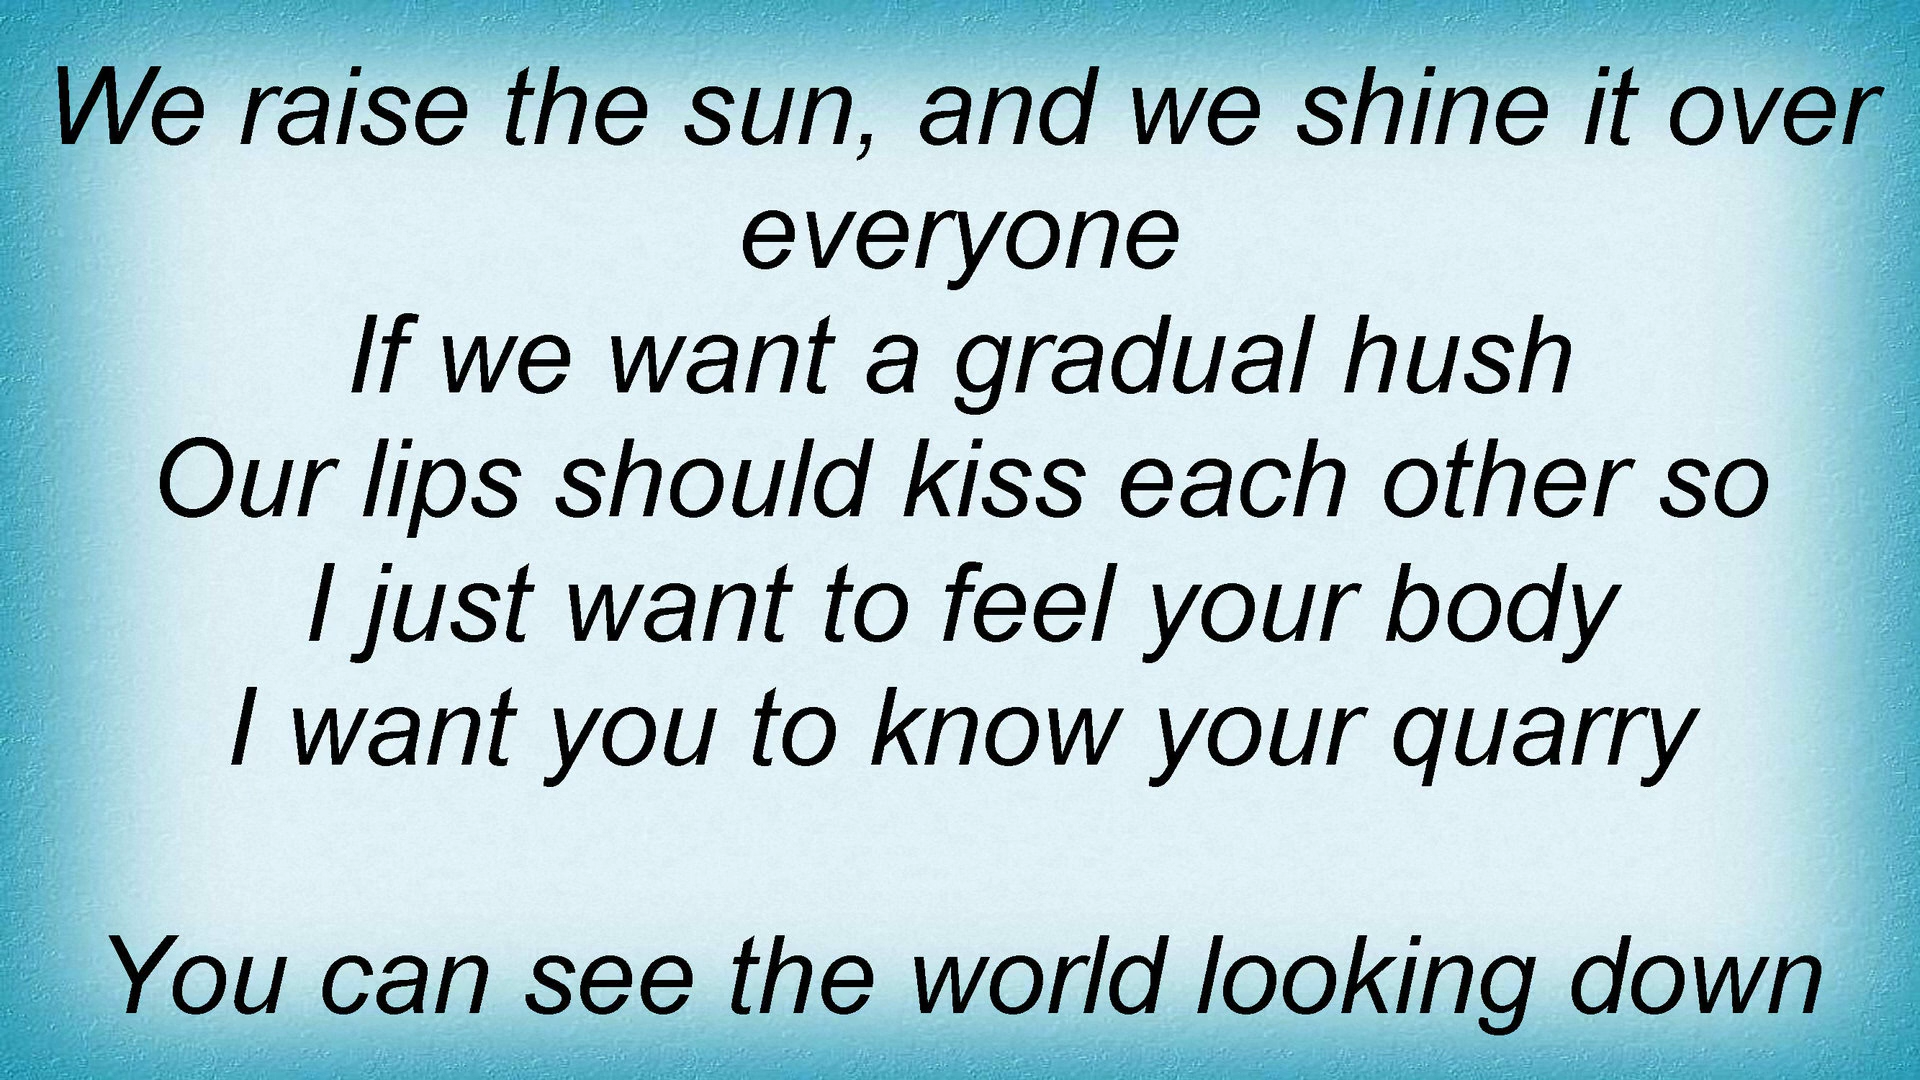 We raise the sun, and we shine it over
everyone
If we want a gradual hush
Our lips should kiss each other so
I just want to feel your body
I want you to know your quarry
You can see the world looking down